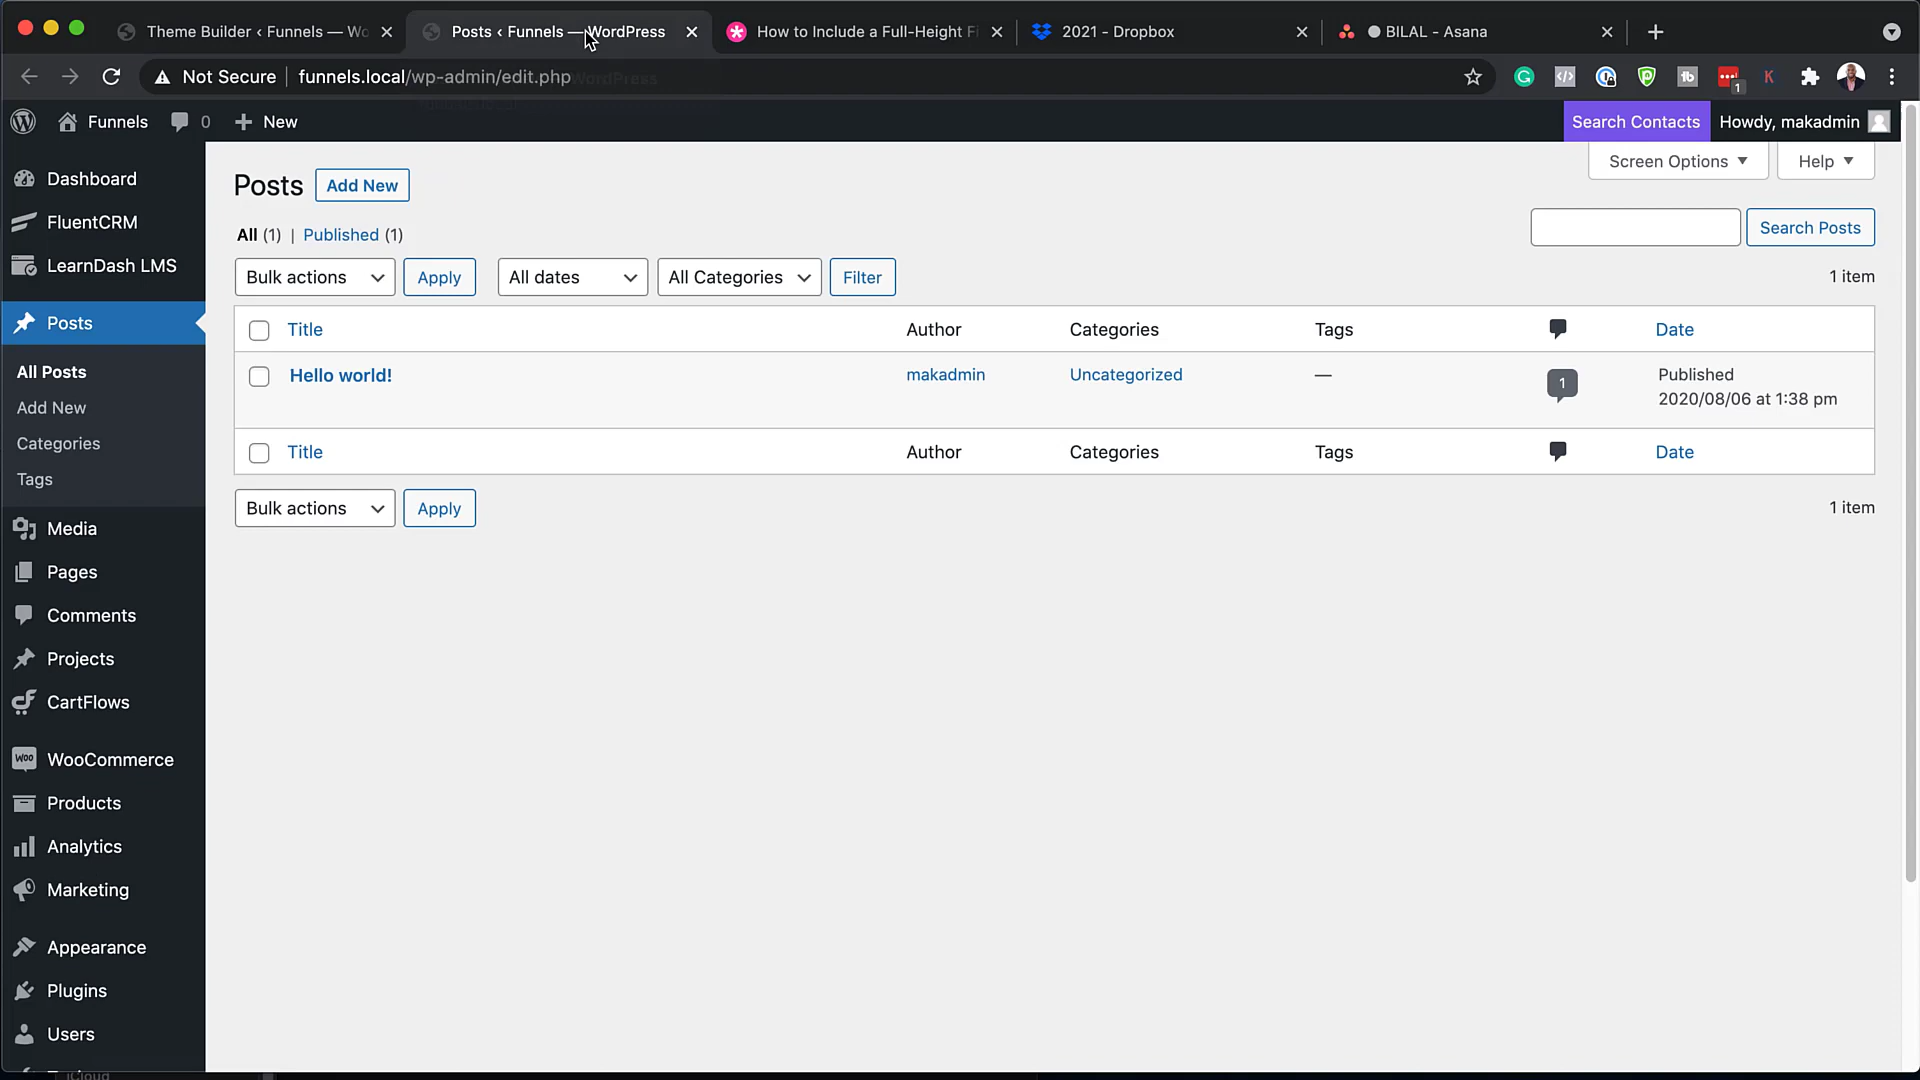 Theme Builder ‹ Funnels — Wo
Posts ‹ Funnels — WordPress
How to Include a Full-Height Fi
2021 - Dropbox
BILAL - Asana
Not Secure
funnels.local/wp-admin/edit.php
1
K
Funnels
0
New
Search Contacts
Howdy, makadmin
Dashboard
FluentCRM
LearnDash LMS
Posts
All Posts
Add New
Categories
Tags
Media
Pages
Comments
Projects
CartFlows
WooCommerce
Products
Analytics
Marketing
Appearance
Plugins
Users
Posts
Add New
Screen Options
Help
All (1) | Published (1)
Search Posts
Bulk actions
Apply
All dates
All Categories
Filter
1 item
Title
Author
Categories
Tags
Date
Hello world!
makadmin
Uncategorized
—
1
Published
2020/08/06 at 1:38 pm
Title
Author
Categories
Tags
Date
Bulk actions
Apply
1 item